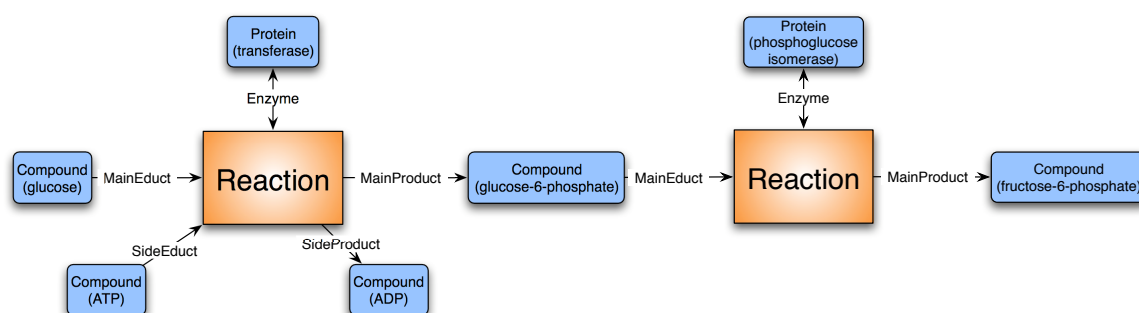 Protein
(transferase)
Protein
(phosphoglucose
isomerase)
Enzyme
Enzyme
Compound
(glucose)
MainEduct
Reaction
MainProduct
Compound
(glucose-6-phosphate)
MainEduct
Reaction
MainProduct
Compound
(fructose-6-phosphate)
SideEduct
SideProduct
Compound
(ATP)
Compound
(ADP)